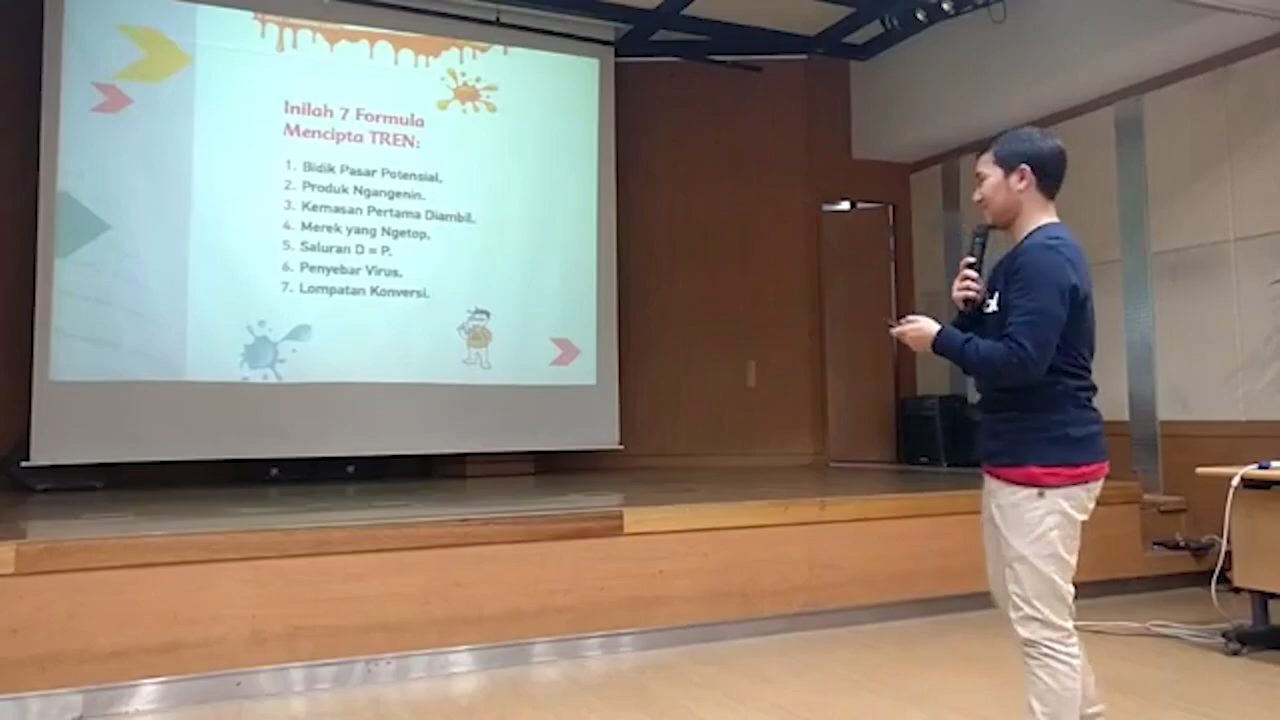 Inilah 7 Formula
Mencipta TREN:
1. Bidik Pasar Potensial.
2. Produk Ngangenin.
3. Kemasan Pertama Diambil.
4. Merek yang Ngetop.
5. Saluran D = P.
6. Penyebar Virus.
7. Lompatan Konversi.